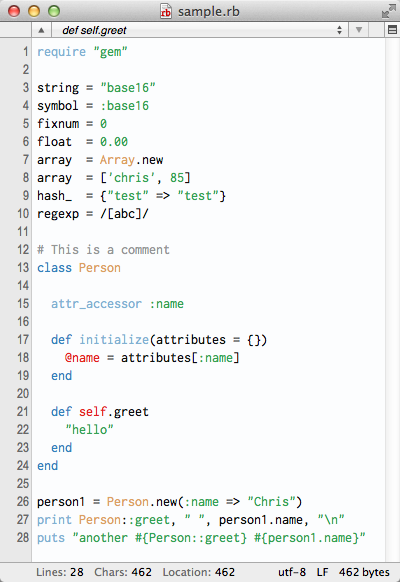 sample.rb
def self.greet
1 require "gem"
2
3 string = "base16"
4 symbol = :base16
5 fixnum = 0
6 float  = 0.00
7 array  = Array.new
8 array  = ['chris', 85]
9 hash_  = {"test" => "test"}
10 regexp = /[abc]/
11
12 # This is a comment
13 class Person
14
15   attr_accessor :name
16
17   def initialize(attributes = {})
18     @name = attributes[:name]
19   end
20
21   def self.greet
22     "hello"
23   end
24 end
25
26 person1 = Person.new(:name => "Chris")
27 print Person::greet, " ", person1.name, "\n"
28 puts "another #{Person::greet} #{person1.name}"
Lines: 28 Chars: 462 Location: 462 utf-8 LF 462 bytes